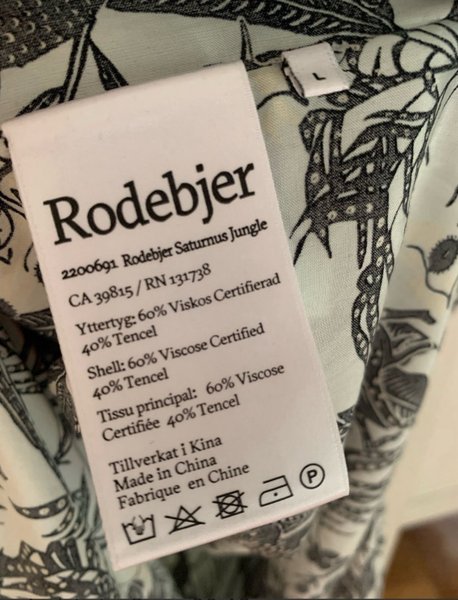 L
Rodebjer
2200691 Rodebjer Saturnus Jungle
CA 39815 / RN 131738
Yttertyg: 60% Viskos Certifierad
40% Tencel
Shell: 60% Viscose Certified
40% Tencel
Tissu principal: 60% Viscose
Certifiée 40% Tencel
Tillverkat i Kina
Made in China
Fabrique en Chine
P